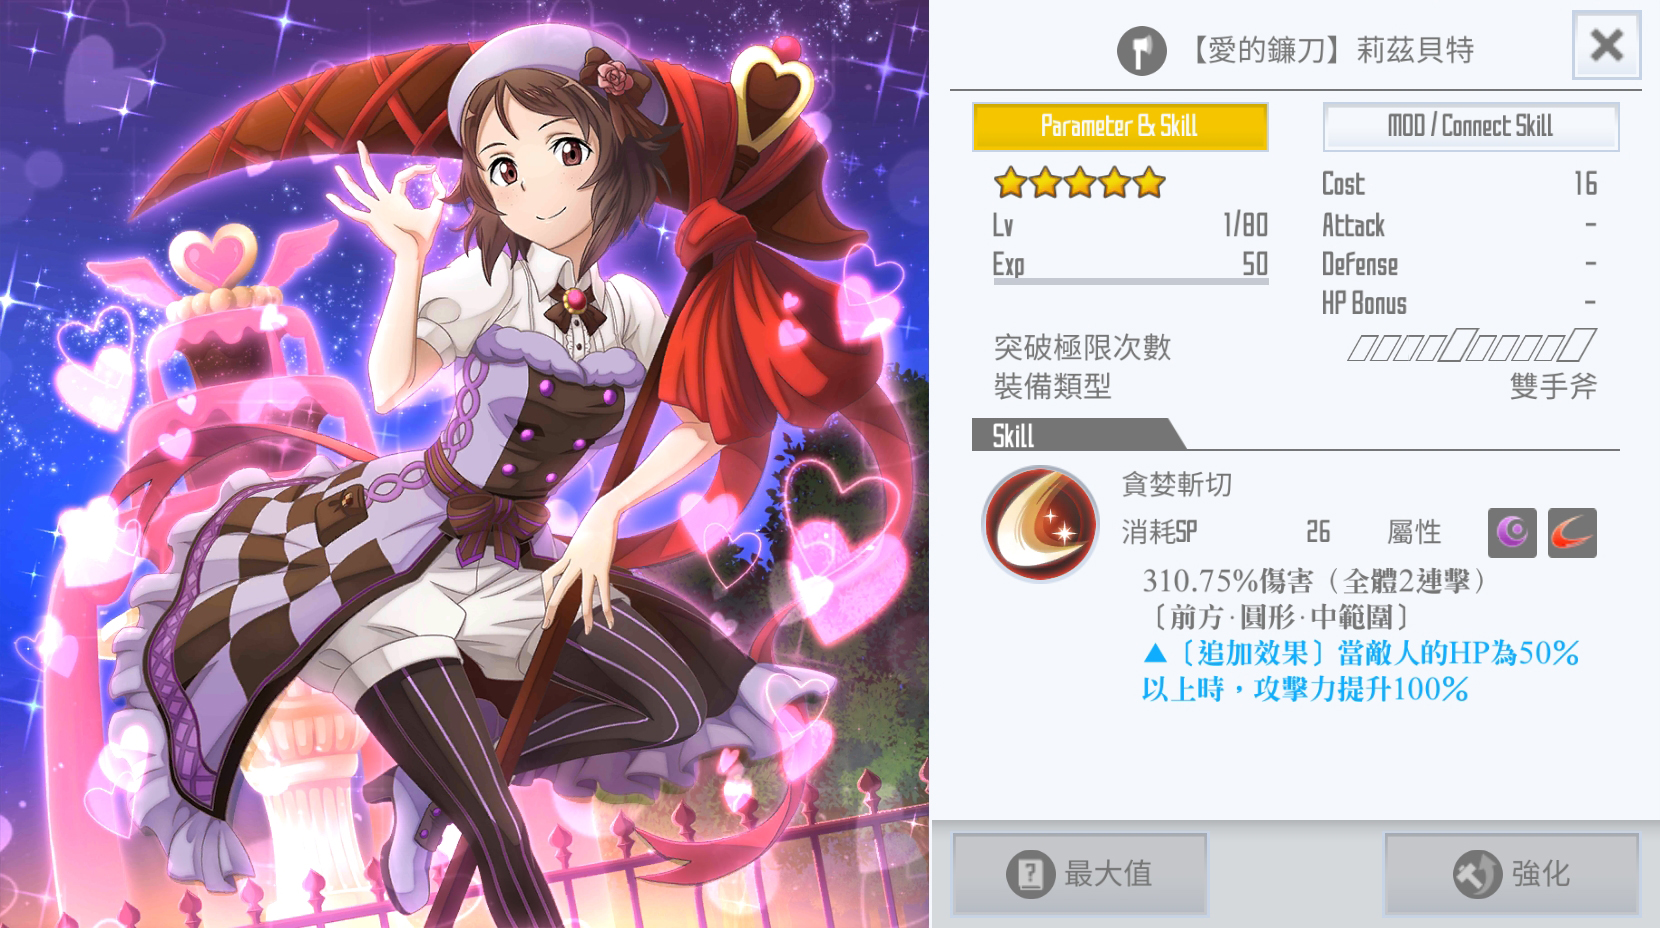 【愛的鐮刀】莉茲貝特
Parameter & Skill
MOD / Connect Skill
Lv 1/80
Exp 50
Cost 16
Attack -
Defense -
HP Bonus -
突破極限次數
裝備類型 雙手斧
Skill
貪婪斬切
消耗SP 26 屬性
310.75%傷害（全體2連擊）
〔前方·圓形·中範圍〕
▲〔追加效果〕當敵人的HP為50%
以上時，攻擊力提升100%
最大值
強化